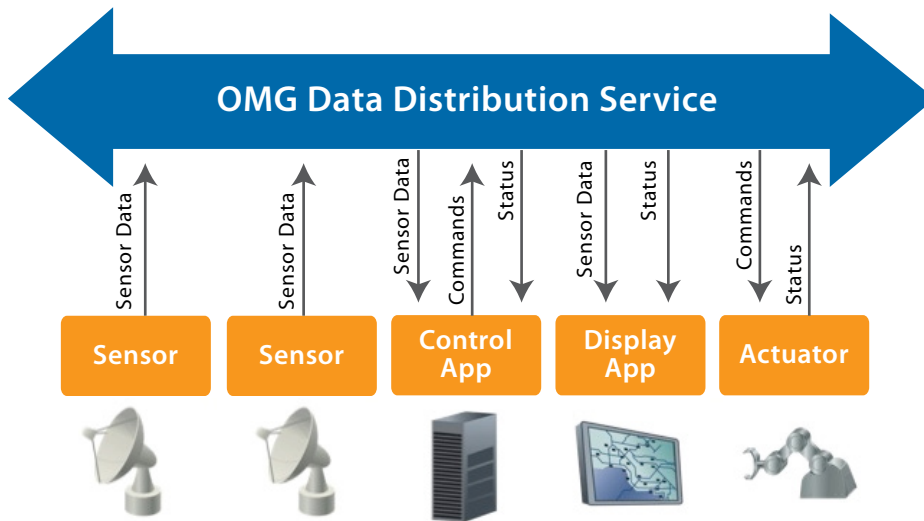 OMG Data Distribution Service
Sensor Data
Sensor Data
Sensor Data
Commands
Status
Sensor Data
Status
Commands
Status
Sensor
Sensor
Control
App
Display
App
Actuator